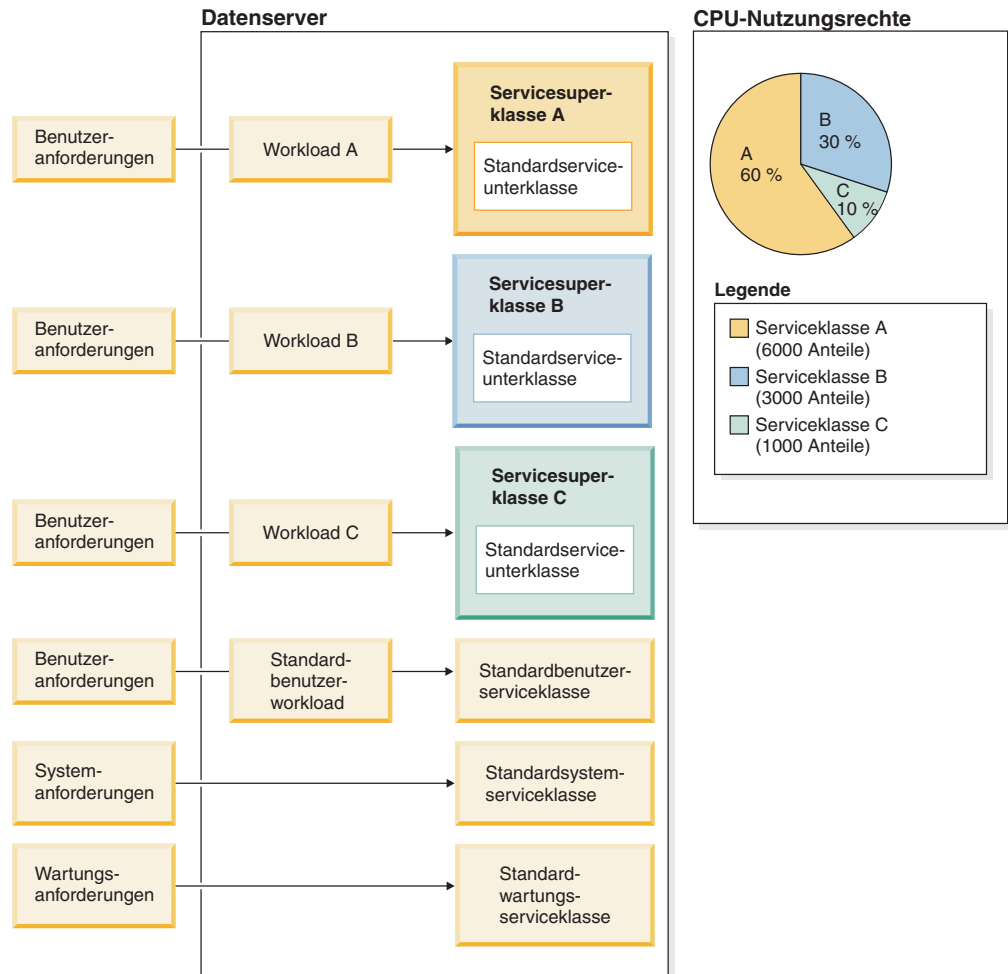 Datenserver
Benutzer-
anforderungen
Workload A
Servicesuper-
klasse A
Standardservice-
unterklasse
Benutzer-
anforderungen
Workload B
Servicesuper-
klasse B
Standardservice-
unterklasse
Benutzer-
anforderungen
Workload C
Servicesuper-
klasse C
Standardservice-
unterklasse
Benutzer-
anforderungen
Standard-
benutzer-
workload
Standardbenutzer-
serviceklasse
System-
anforderungen
Standardsystem-
serviceklasse
Wartungs-
anforderungen
Standard-
wartungs-
serviceklasse
CPU-Nutzungsrechte
A
60 %
B
30 %
C
10 %
Legende
Serviceklasse A
(6000 Anteile)
Serviceklasse B
(3000 Anteile)
Serviceklasse C
(1000 Anteile)